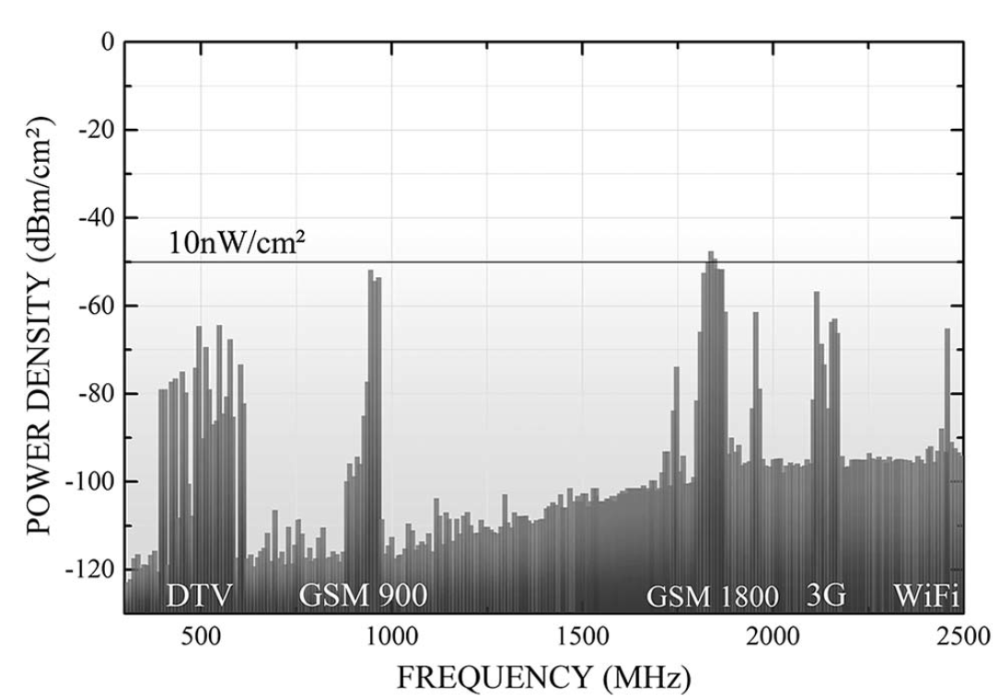 0
-20
-40
-60
-80
-100
-120
POWER DENSITY (dBm/cm²)
10nW/cm²
DTV GSM 900 GSM 1800 3G WiFi
500 1000 1500 2000 2500
FREQUENCY (MHz)